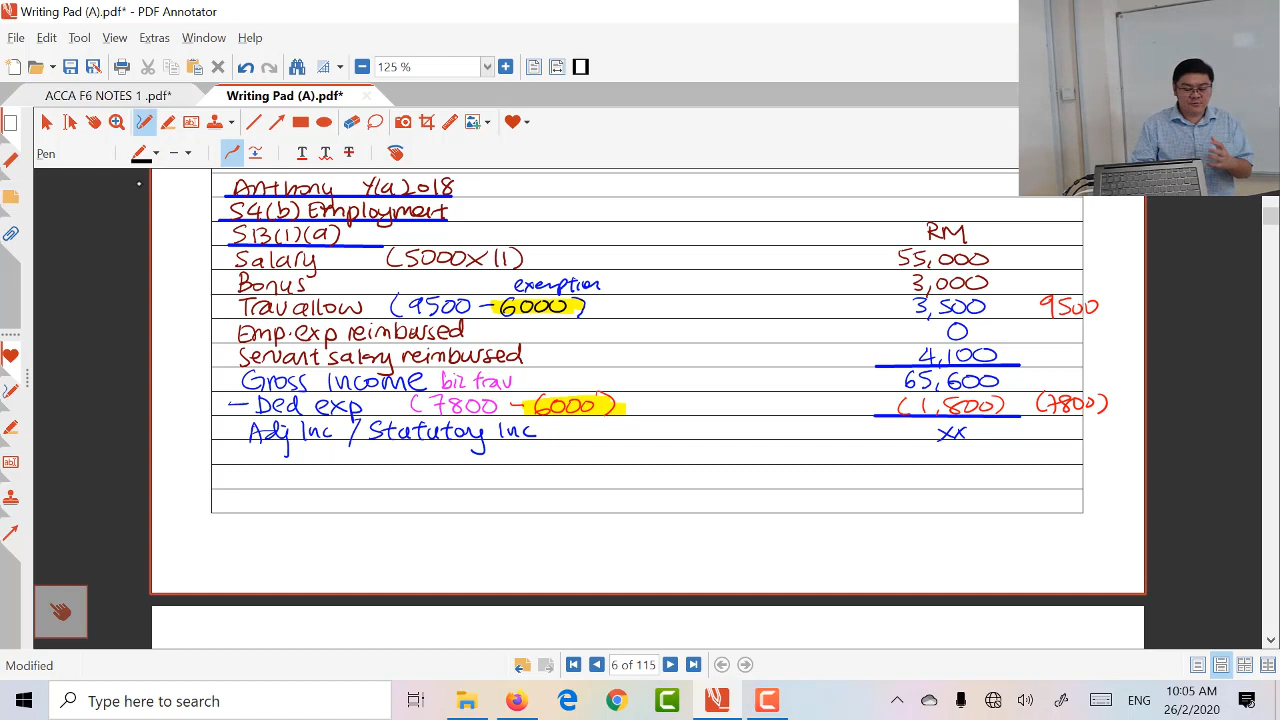 Writing Pad (A).pdf* - PDF Annotator
File Edit Tool View Extras Window Help
125 %
ACCA F6 NOTES 1 .pdf*
Writing Pad (A).pdf*
Pen
Anthony Y/a 2018
S4(b) Employment
S13(1)(a) RM
Salary (5000x11) 55,000
Bonus exemption 3,000
Trav allow (9500 - 6000) 3,500 9500
Emp. exp reimbursed 0
Servant salary reimbursed 4,100
Gross income biz trav 65,600
- Ded exp (7800 - 6000) (1,800) (7800)
Adj Inc / Statutory Inc xx
6 of 115
Modified
Type here to search
ENG
10:05 AM
26/2/2020